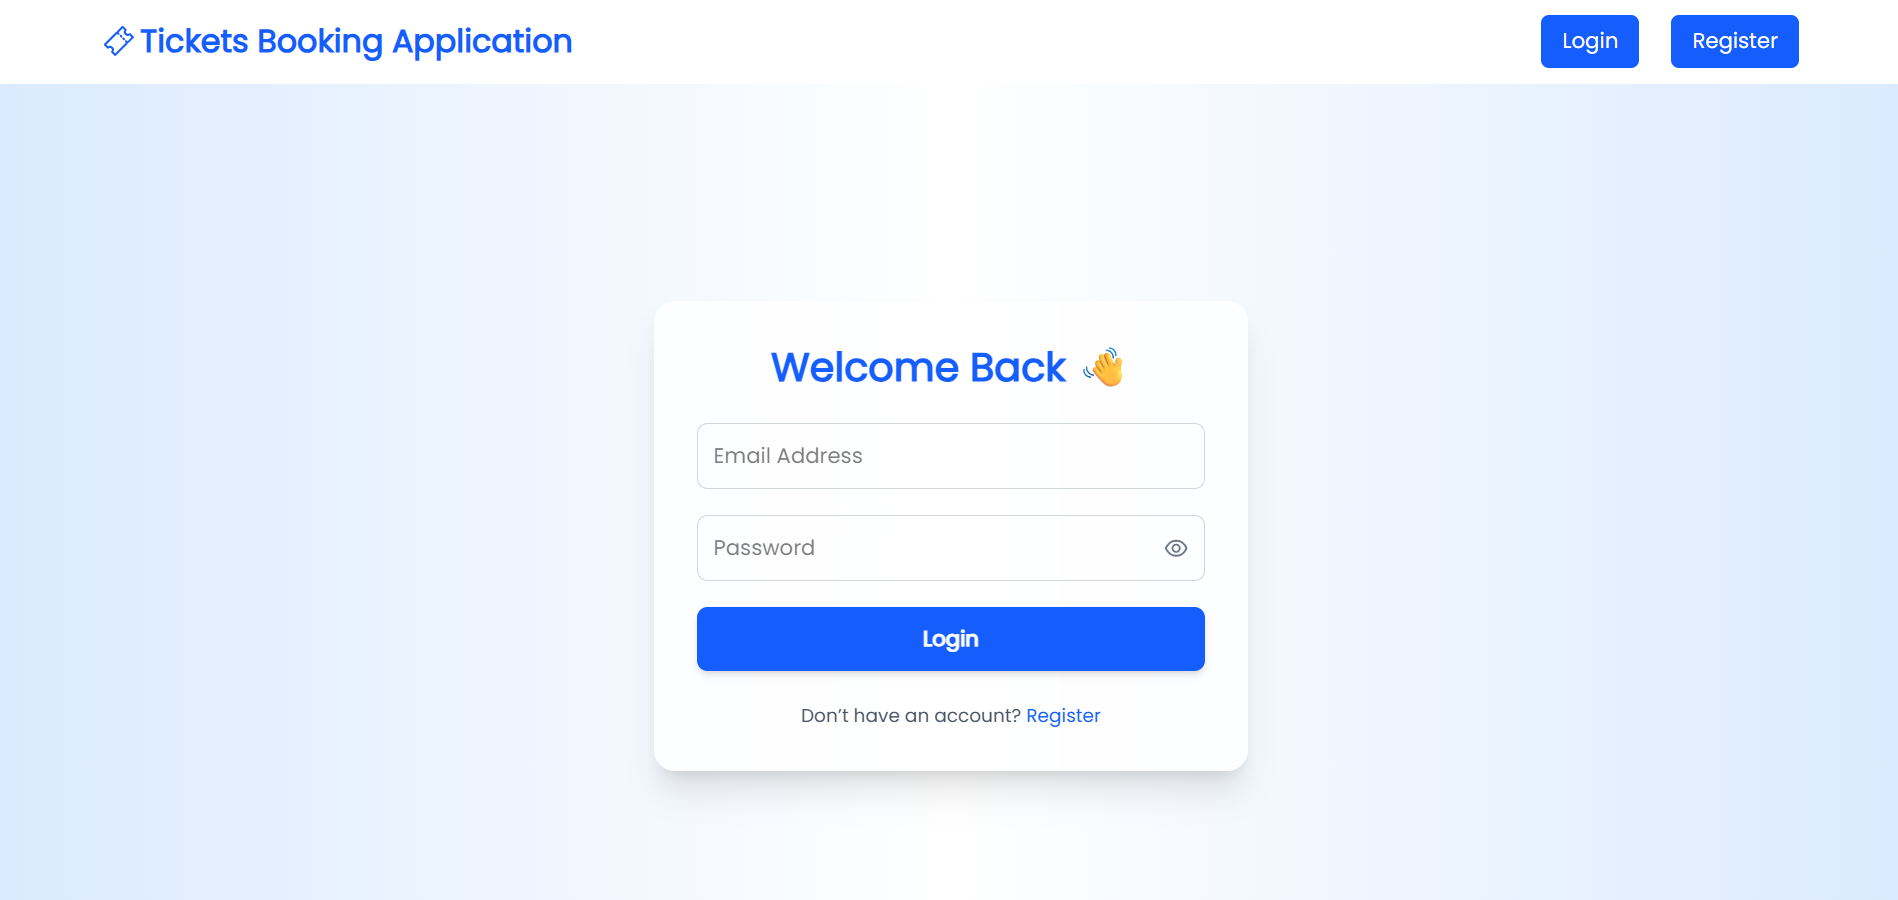 Tickets Booking Application
Login
Register
Welcome Back 👋
Email Address
Password
Login
Don’t have an account? Register